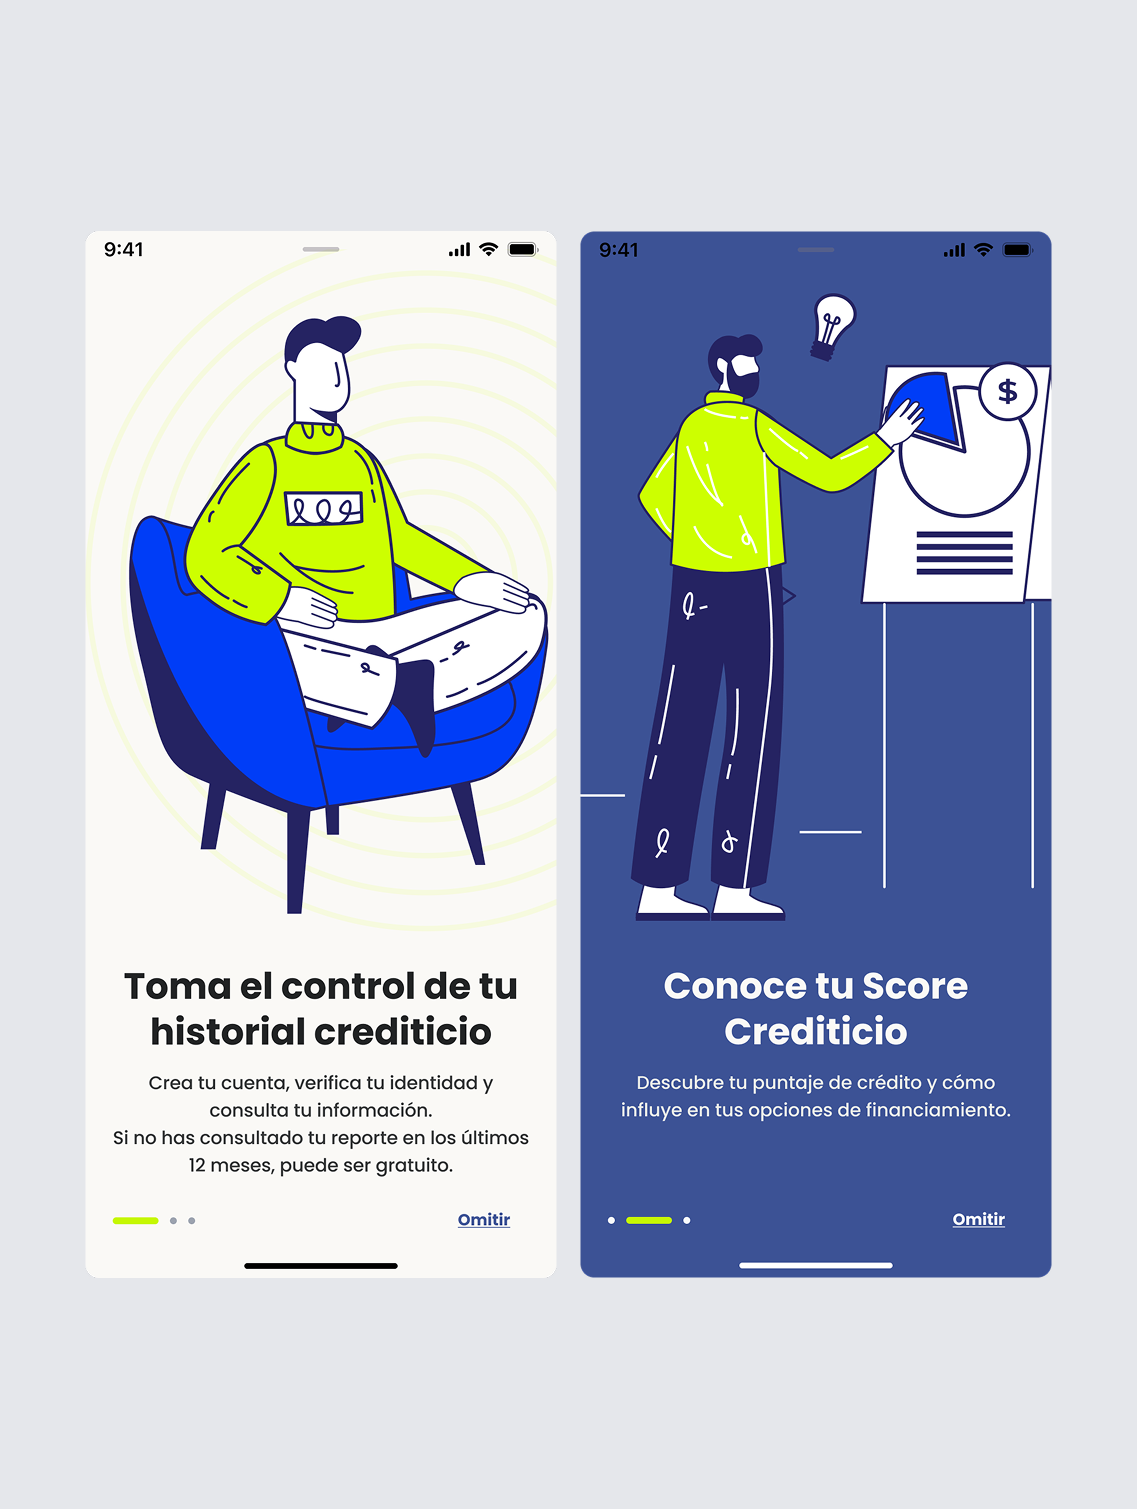 9:41
Toma el control de tu
historial crediticio
Crea tu cuenta, verifica tu identidad y
consulta tu información.
Si no has consultado tu reporte en los últimos
12 meses, puede ser gratuito.
Omitir
9:41
$
Conoce tu Score
Crediticio
Descubre tu puntaje de crédito y cómo
influye en tus opciones de financiamiento.
Omitir